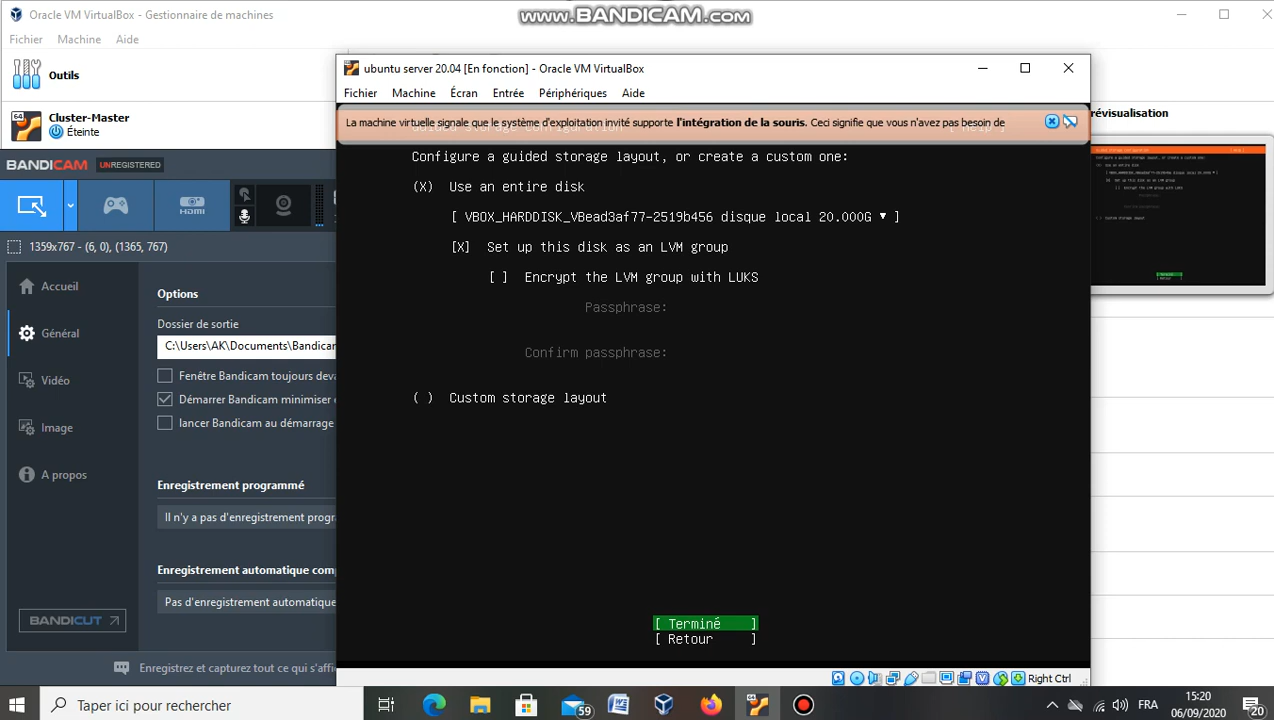 Oracle VM VirtualBox - Gestionnaire de machines
www.BANDICAM.com
Fichier Machine Aide
Outils
Cluster-Master
Éteinte
BANDICAM UNREGISTERED
HDMI
1359x767 - (6, 0), (1365, 767)
Accueil
Général
Vidéo
Image
A propos
BANDICUT
Options
Dossier de sortie
C:\Users\AK\Documents\Bandicam
Fenêtre Bandicam toujours deva
Démarrer Bandicam minimiser
lancer Bandicam au démarrage
Enregistrement programmé
Il n'y a pas d'enregistrement progra
Enregistrement automatique com
Pas d'enregistrement automatique
Enregistrez et capturez tout ce qui s'affi
ubuntu server 20.04 [En fonction] - Oracle VM VirtualBox
Fichier Machine Écran Entrée Périphériques Aide
La machine virtuelle signale que le système d'exploitation invité supporte l'intégration de la souris. Ceci signifie que vous n'avez pas besoin de
Guided storage configuration [ Help ]
Configure a guided storage layout, or create a custom one:
(X) Use an entire disk
[ VBOX_HARDDISK_VBead3af77-2519b456 disque local 20.000G ▾ ]
[X] Set up this disk as an LVM group
[ ] Encrypt the LVM group with LUKS
Passphrase:
Confirm passphrase:
( ) Custom storage layout
[ Terminé ]
[ Retour ]
Right Ctrl
révisualisation
Taper ici pour rechercher
59
FRA
15:20
06/09/2020
20